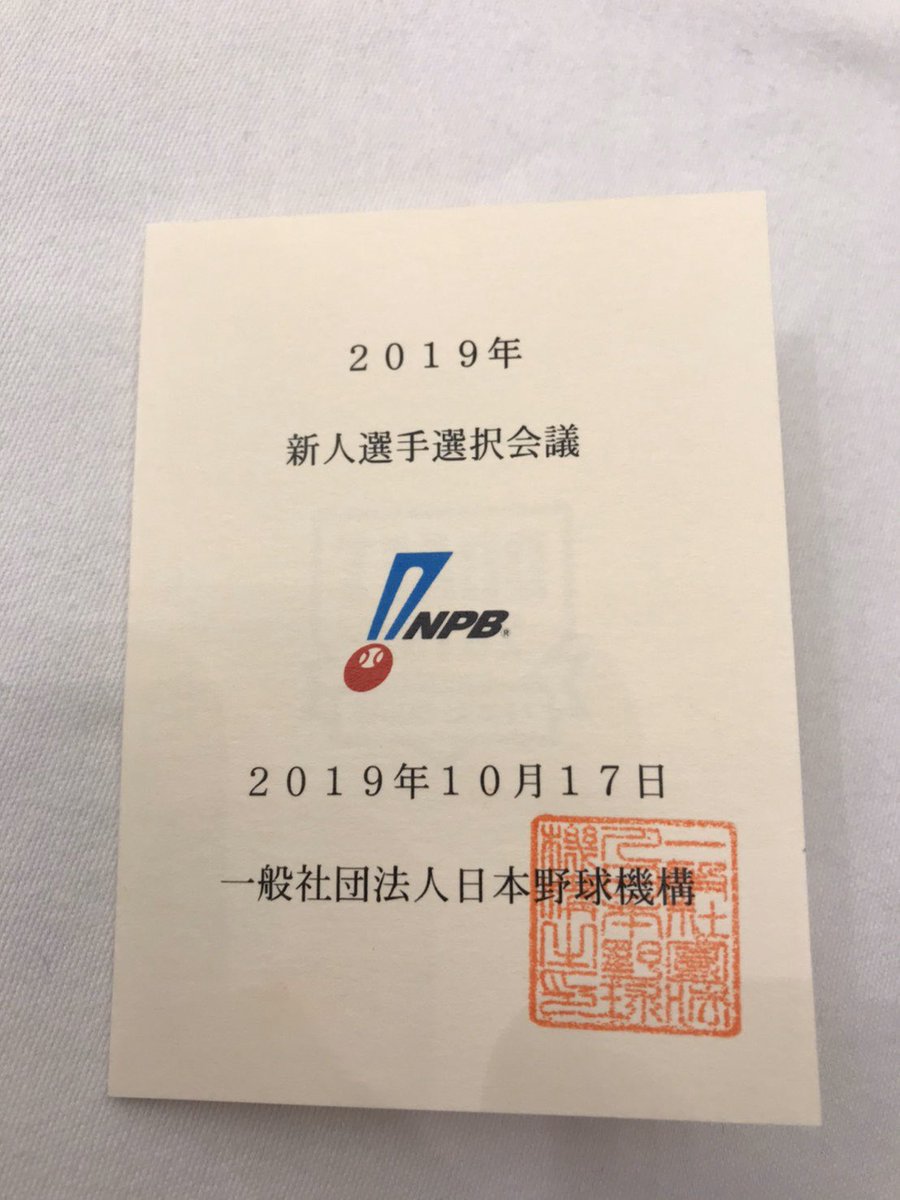 ２０１９年
新人選手選択会議
NPB®
２０１９年１０月１７日
一般社団法人日本野球機構